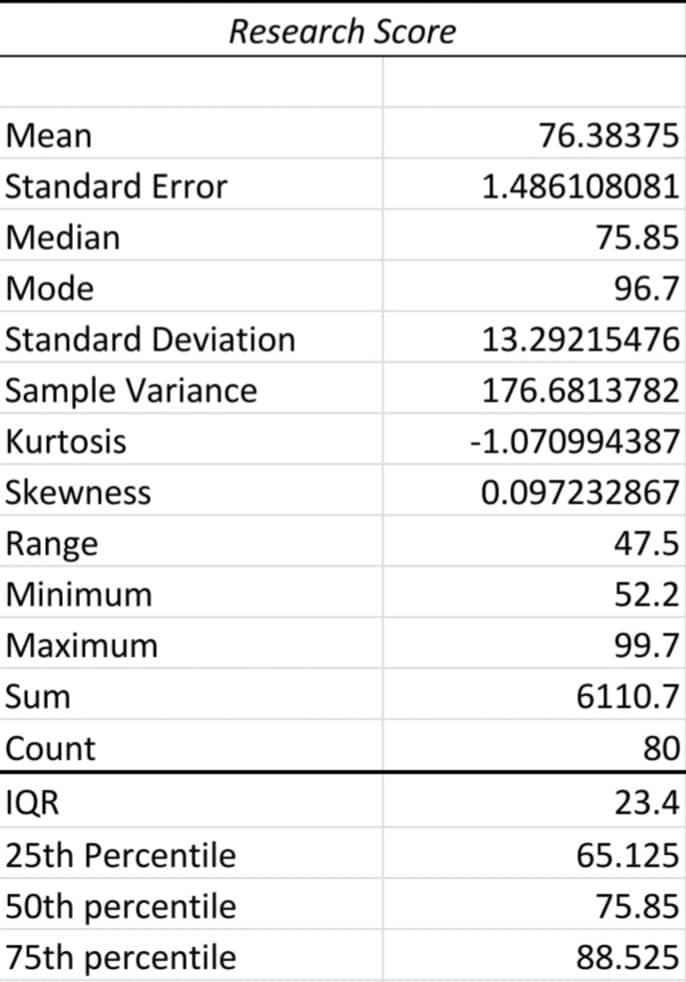 Research Score
Mean 76.38375
Standard Error 1.486108081
Median 75.85
Mode 96.7
Standard Deviation 13.29215476
Sample Variance 176.6813782
Kurtosis -1.070994387
Skewness 0.097232867
Range 47.5
Minimum 52.2
Maximum 99.7
Sum 6110.7
Count 80
IQR 23.4
25th Percentile 65.125
50th percentile 75.85
75th percentile 88.525